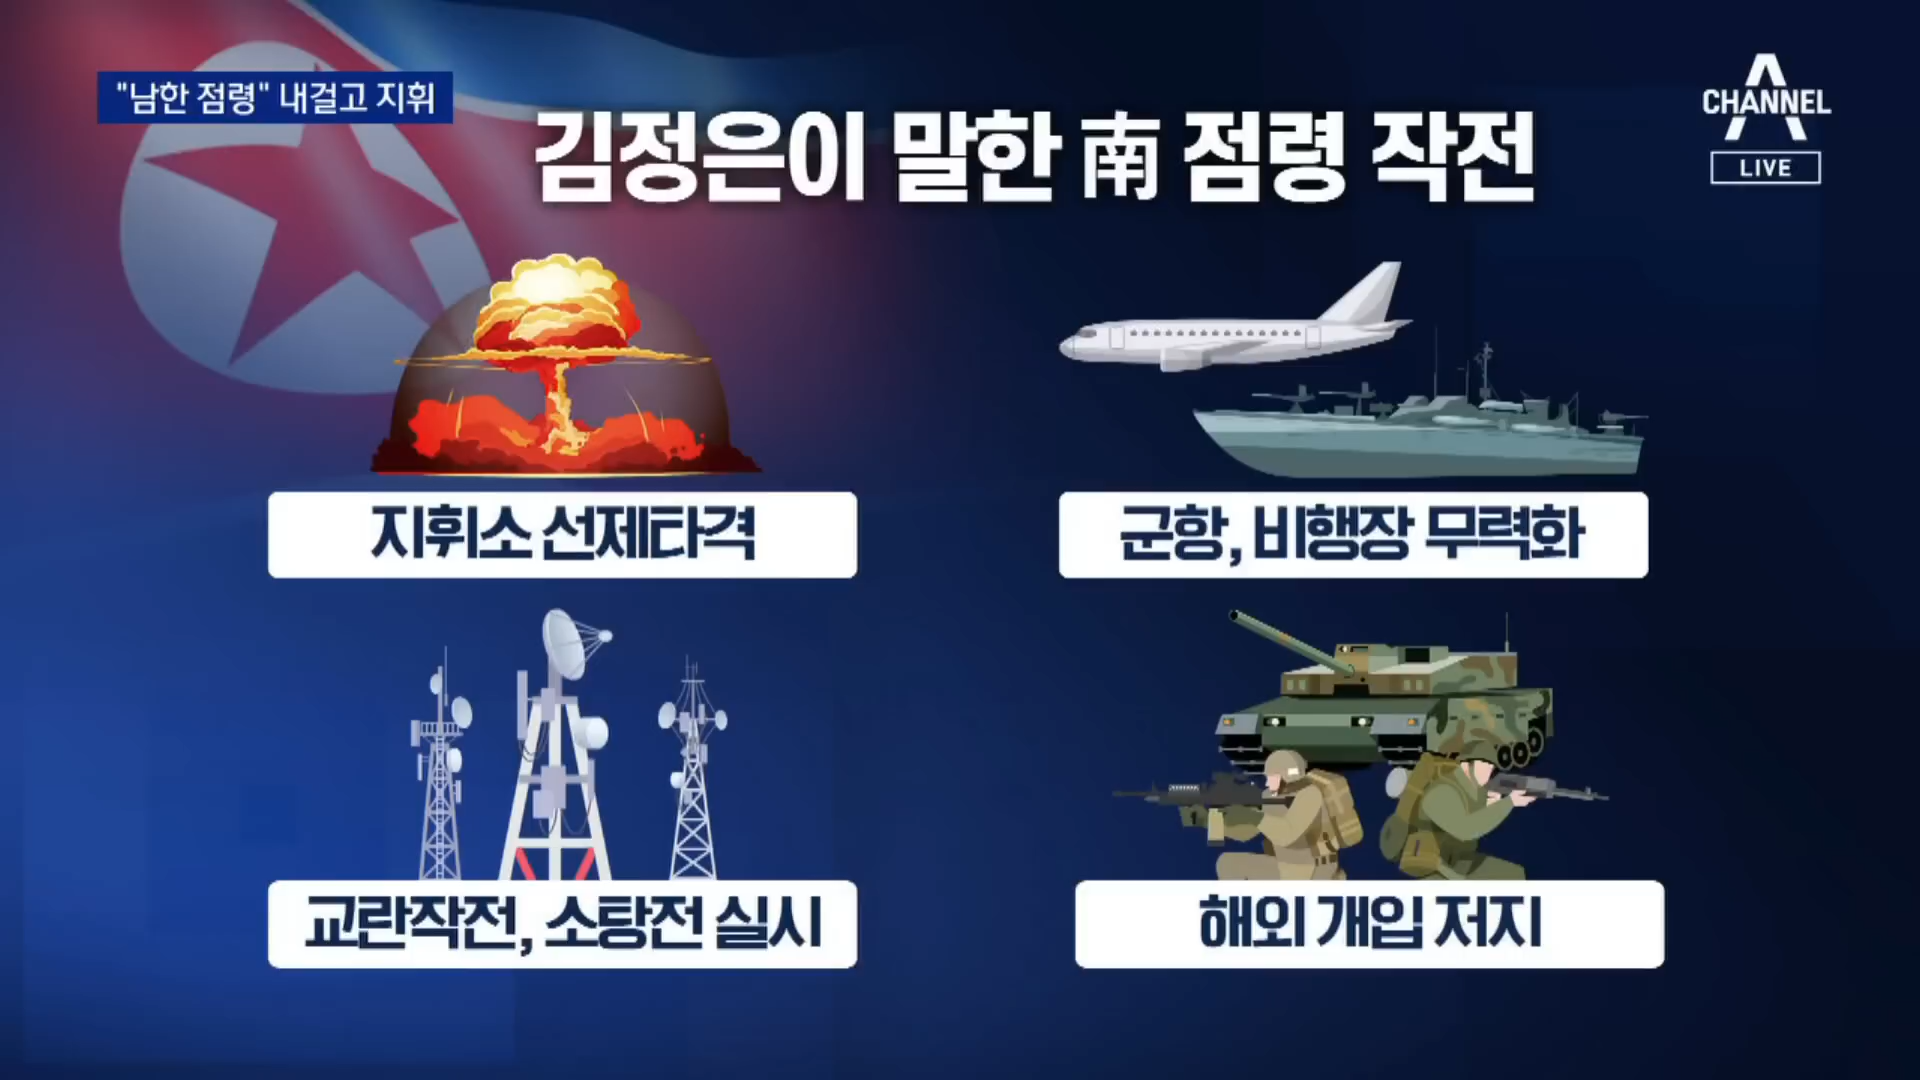 "남한 점령" 내걸고 지휘
김정은이 말한 南 점령 작전
CHANNEL A
LIVE
지휘소 선제타격
군항, 비행장 무력화
교란작전, 소탕전 실시
해외 개입 저지